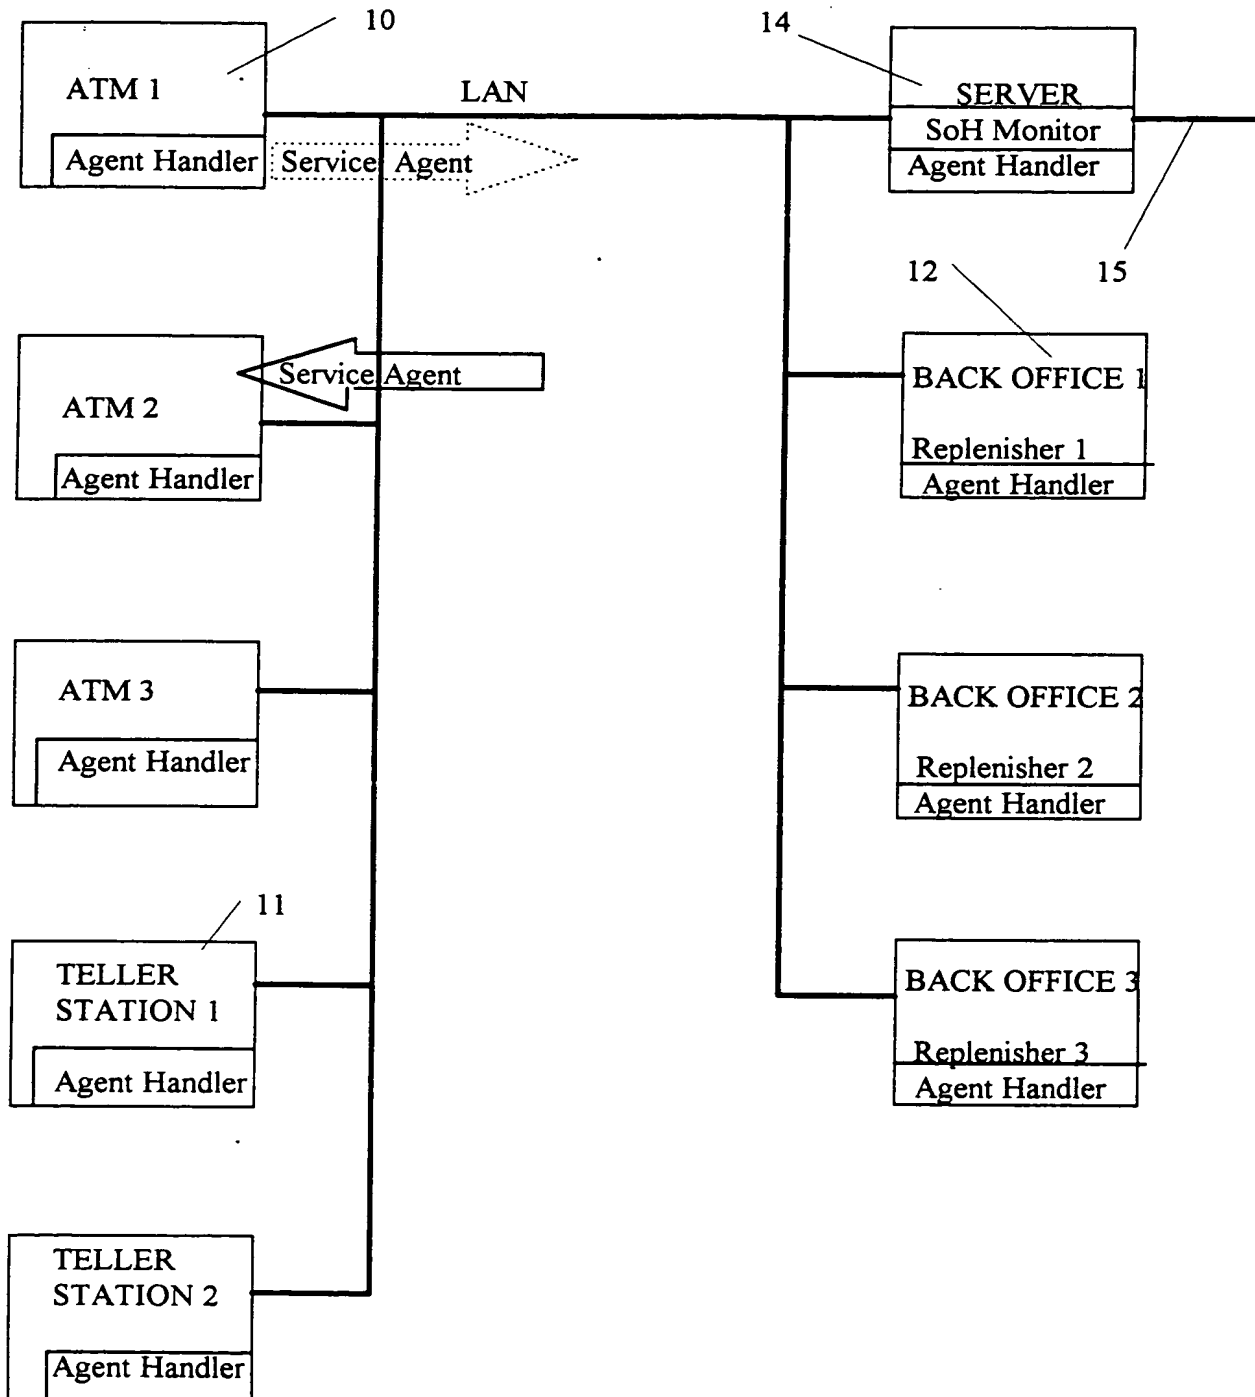 10
14
ATM 1
LAN
SERVER
SoH Monitor
Agent Handler
Service Agent
Agent Handler
15
12
Service Agent
ATM 2
Agent Handler
BACK OFFICE 1
Replenisher 1
Agent Handler
ATM 3
Agent Handler
BACK OFFICE 2
Replenisher 2
Agent Handler
11
TELLER
STATION 1
Agent Handler
BACK OFFICE 3
Replenisher 3
Agent Handler
TELLER
STATION 2
Agent Handler